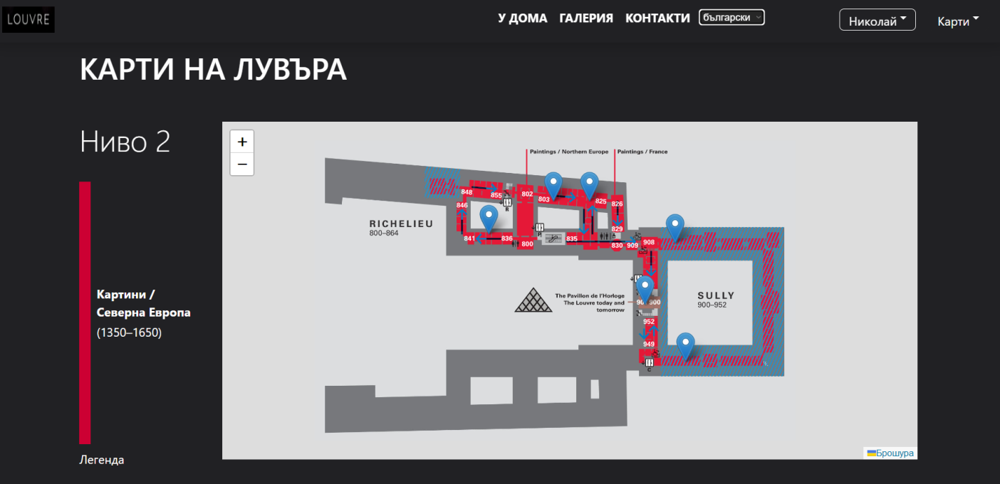 LOUVRE
У ДОМА ГАЛЕРИЯ КОНТАКТИ български Николай Карти
КАРТИ НА ЛУВЪРА
Ниво 2
Картини /
Северна Европа
(1350–1650)
Легенда
+
−
Paintings / Northern Europe
Paintings / France
848
855
802
803
825
826
846
R
829
RICHELIEU
800–864
841
836
800
P
835
830
909
908
The Pavillon de l'Horloge
The Louvre today and
tomorrow
900
SULLY
900–952
952
949
C
Брошура